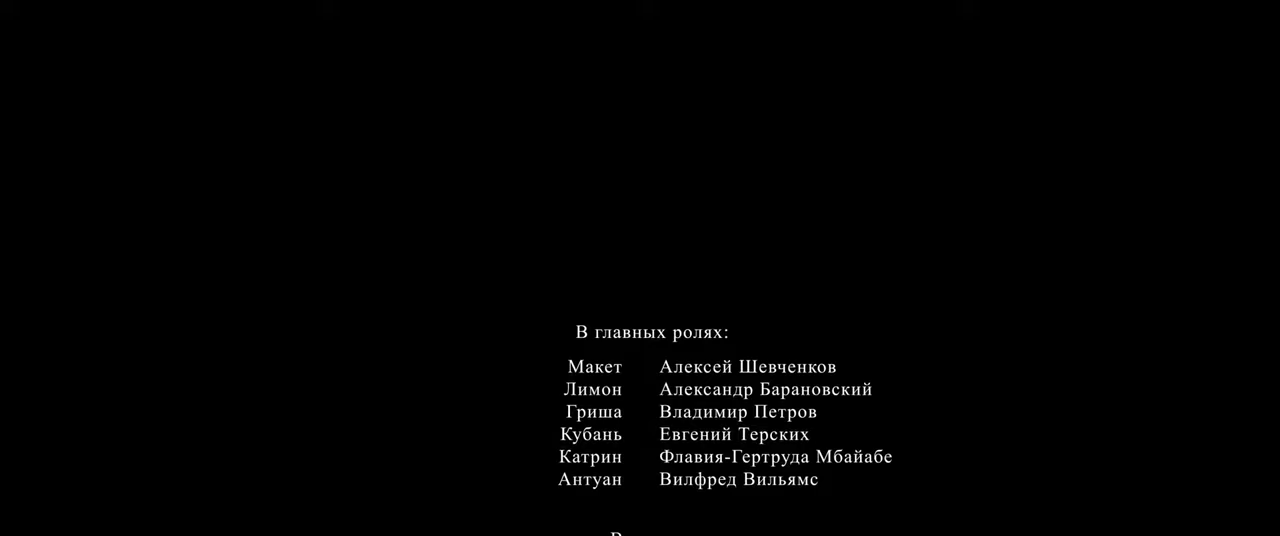 В главных ролях:
Макет Алексей Шевченков
Лимон Александр Барановский
Гриша Владимир Петров
Кубань Евгений Терских
Катрин Флавия-Гертруда Мбайабе
Антуан Вилфред Вильямс